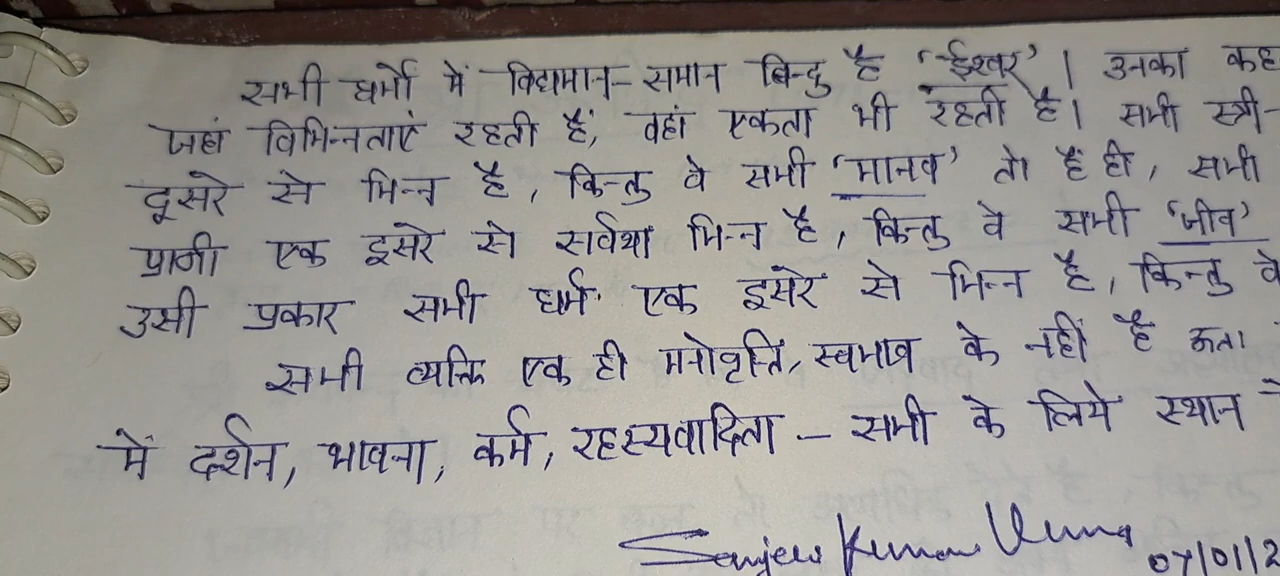 सभी धर्मो में विद्यमान-समान बिन्दु है 'ईश्वर' । उनका कह
जहां विभिन्नताएं रहती हैं, वहां एकता भी रहती है। सभी स्त्री-
दूसरे से भिन्न है, किन्तु वे सभी 'मानव' तो हैं ही, सभी
प्राणी एक दूसरे से सर्वथा भिन्न है, किन्तु वे सभी 'जीव'
उसी प्रकार सभी धर्म एक दूसरे से भिन्न है, किन्तु वे
सभी व्यक्ति एक ही मनोवृत्ति, स्वभाव के नहीं है
में दर्शन, भावना, कर्म, रहस्यवादिता – सभी के लिये स्थान है
Sanjeev Kumar Verma
07/01/2